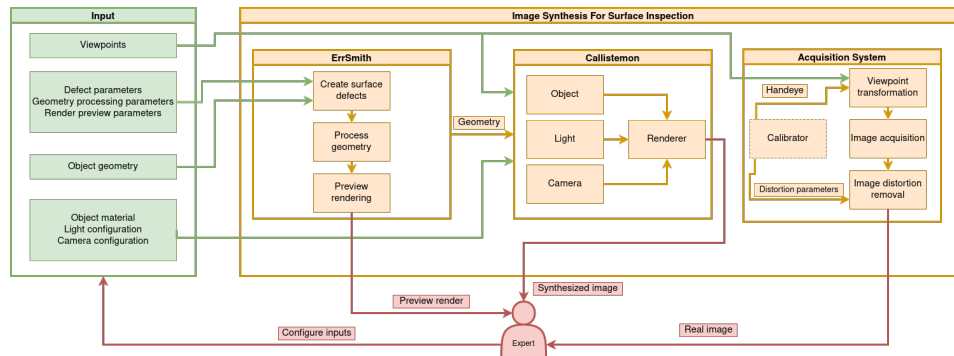 Input
Image Synthesis For Surface Inspection
Viewpoints
Defect parameters
Geometry processing parameters
Render preview parameters
Object geometry
Object material
Light configuration
Camera configuration
ErrSmith
Create surface
defects
Process
geometry
Preview
rendering
Geometry
Callistemon
Object
Light
Camera
Renderer
Acquisition System
Handeye
Viewpoint
transformation
Calibrator
Image acquisition
Distortion parameters
Image distortion
removal
Preview render
Synthesized image
Configure inputs
Real image
Expert